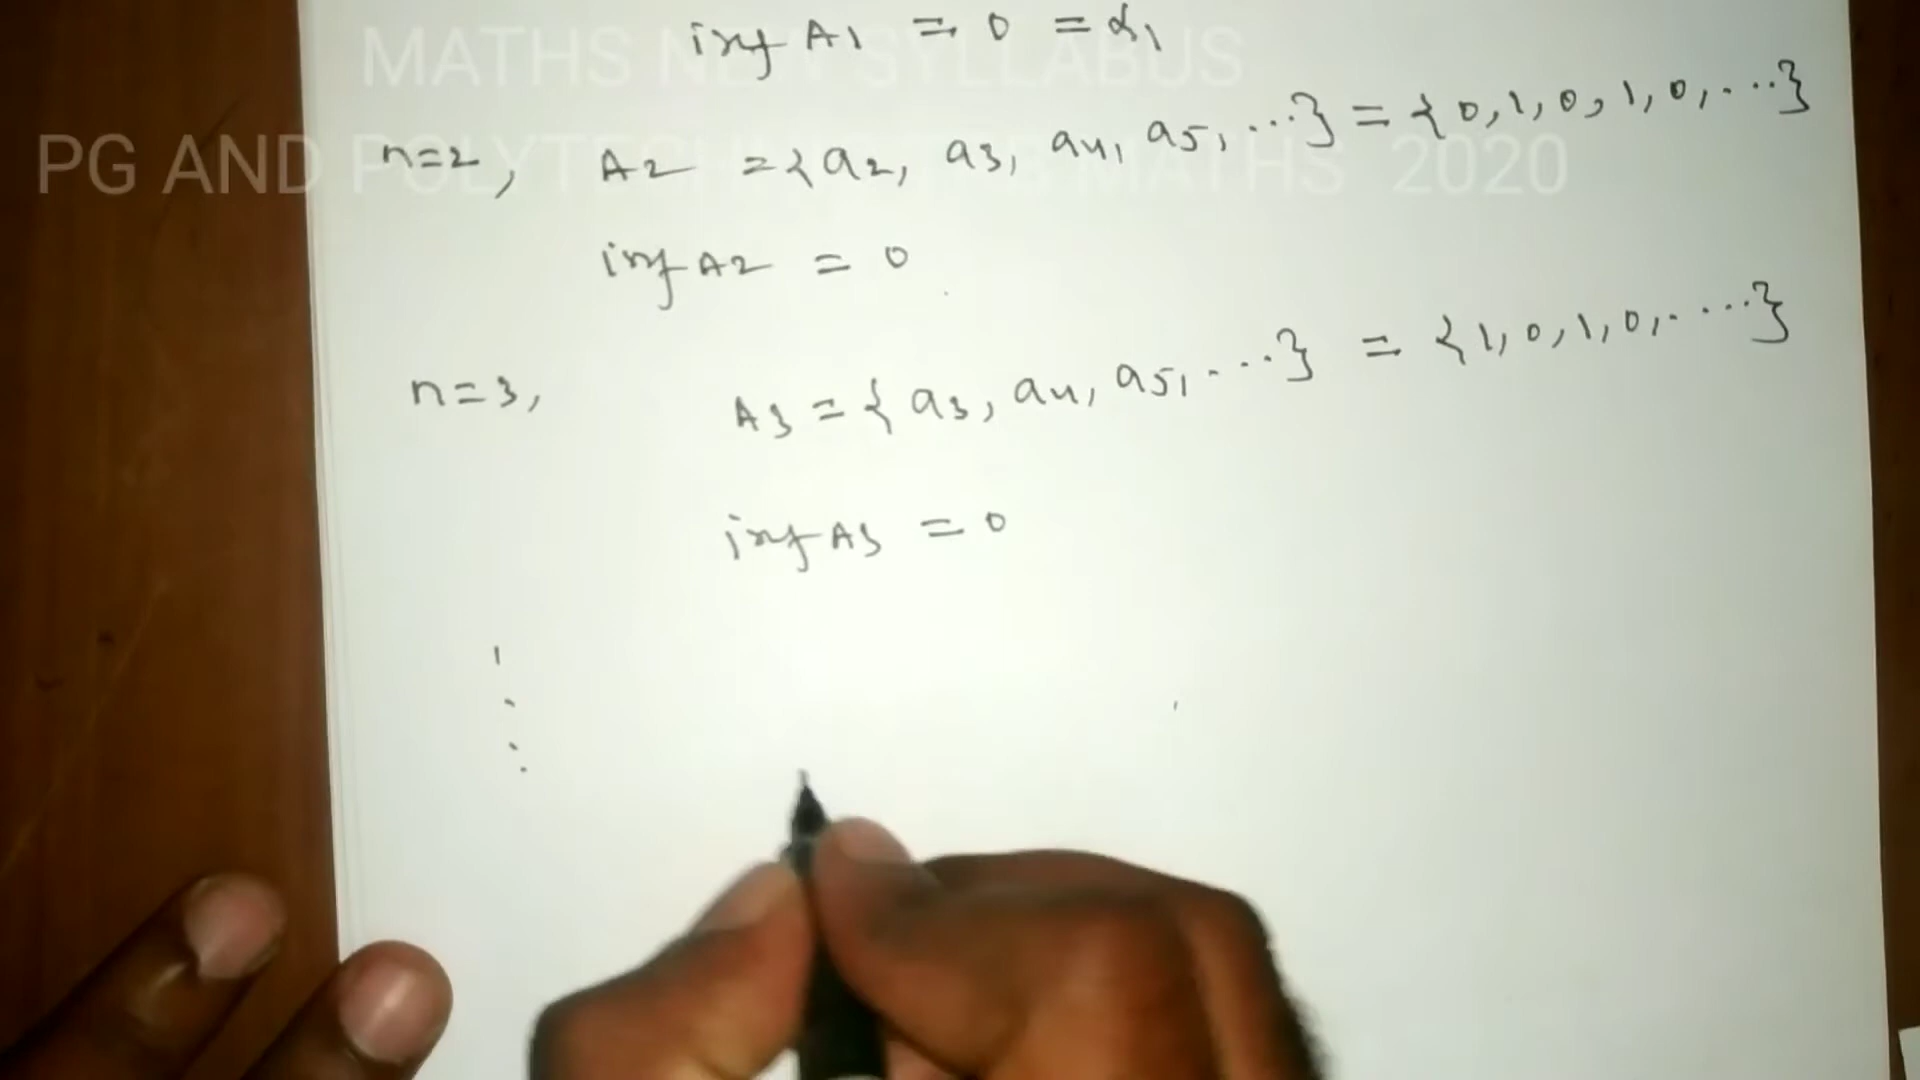 inf A1 = 0 = α1
n=2, A2 = {a2, a3, a4, a5, ...} = {0, 1, 0, 1, 0, ...}
inf A2 = 0
n=3, A3 = {a3, a4, a5, ...} = {1, 0, 1, 0, ....}
inf A3 = 0
MATHS NEW SYLLABUS
PG AND MATHS 2020